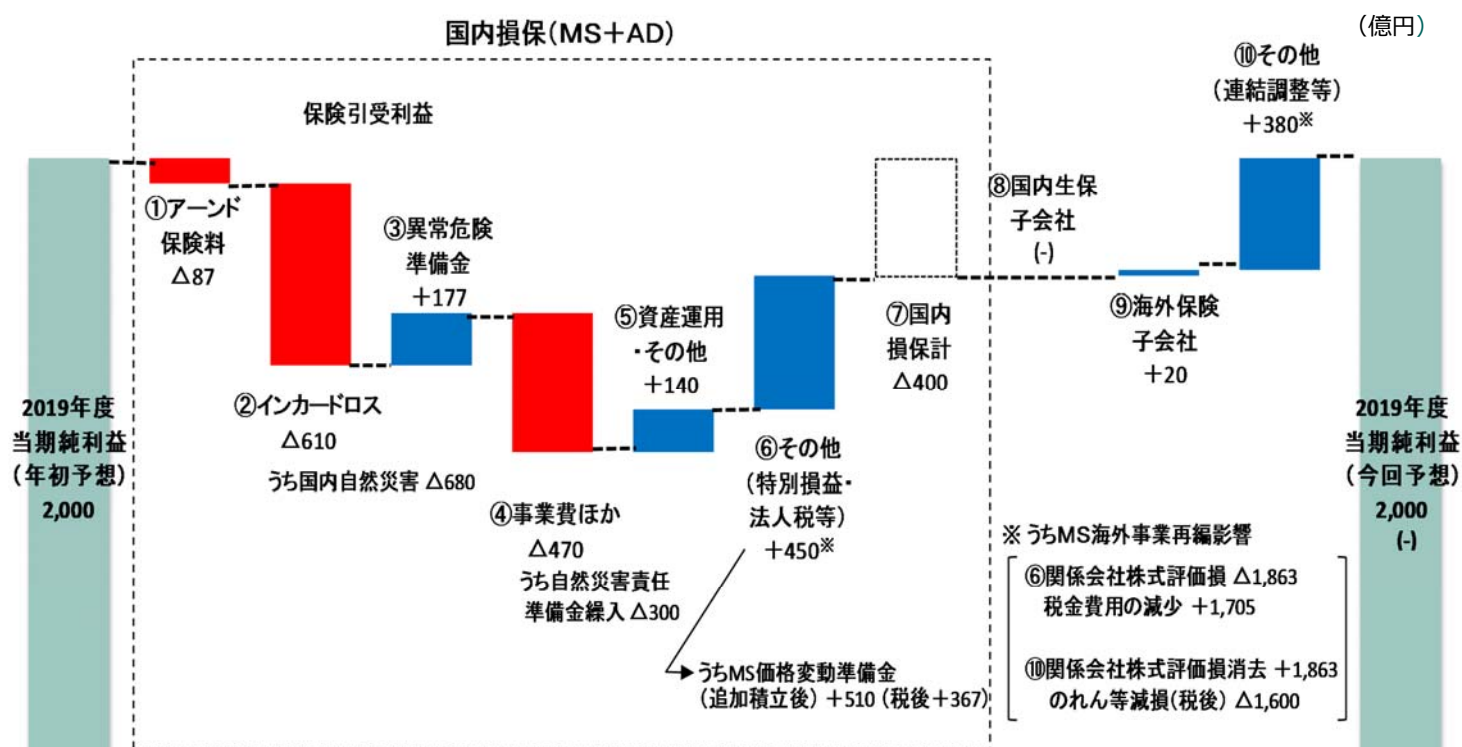 （億円）
国内損保（MS＋AD）
保険引受利益
2019年度
当期純利益
（年初予想）
2,000
①アーンド
保険料
△87
②インカードロス
△610
うち国内自然災害 △680
③異常危険
準備金
＋177
④事業費ほか
△470
うち自然災害責任
準備金繰入 △300
⑤資産運用
・その他
＋140
⑥その他
（特別損益・
法人税等）
＋450※
うちMS価格変動準備金
（追加積立後）＋510（税後＋367）
⑦国内
損保計
△400
⑧国内生保
子会社
(-)
⑨海外保険
子会社
＋20
⑩その他
（連結調整等）
＋380※
※ うちMS海外事業再編影響
⑥関係会社株式評価損 △1,863
税金費用の減少 ＋1,705
⑩関係会社株式評価損消去 ＋1,863
のれん等減損(税後) △1,600
2019年度
当期純利益
（今回予想）
2,000
(-)